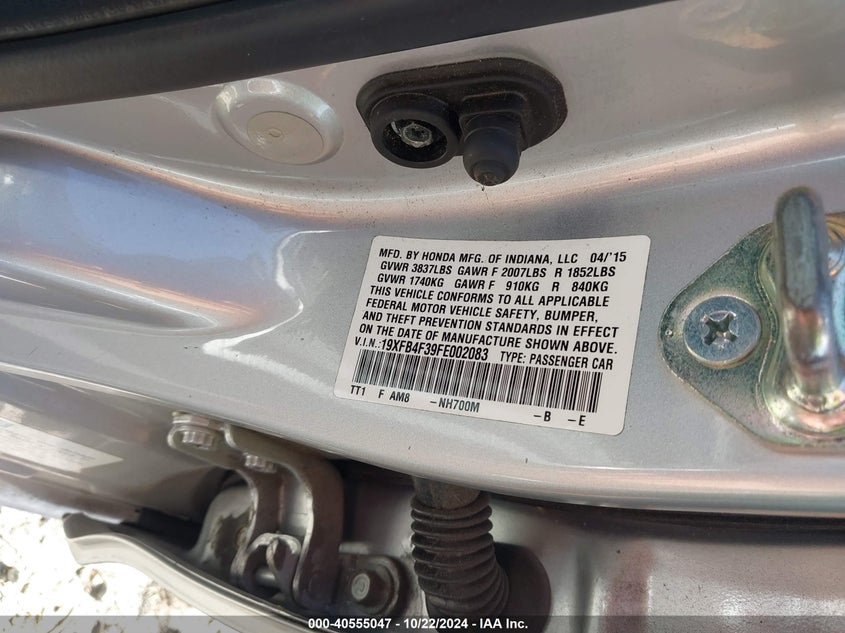 MFD. BY HONDA MFG. OF INDIANA, LLC 04/'15
GVWR 3837LBS GAWR F 2007LBS R 1852LBS
GVWR 1740KG GAWR F 910KG R 840KG
THIS VEHICLE CONFORMS TO ALL APPLICABLE
FEDERAL MOTOR VEHICLE SAFETY, BUMPER,
AND THEFT PREVENTION STANDARDS IN EFFECT
ON THE DATE OF MANUFACTURE SHOWN ABOVE.
V.I.N.:19XFB4F39FE002083 TYPE: PASSENGER CAR
TT1 F AM8 -NH700M -B -E
000-40555047 - 10/22/2024 - IAA Inc.